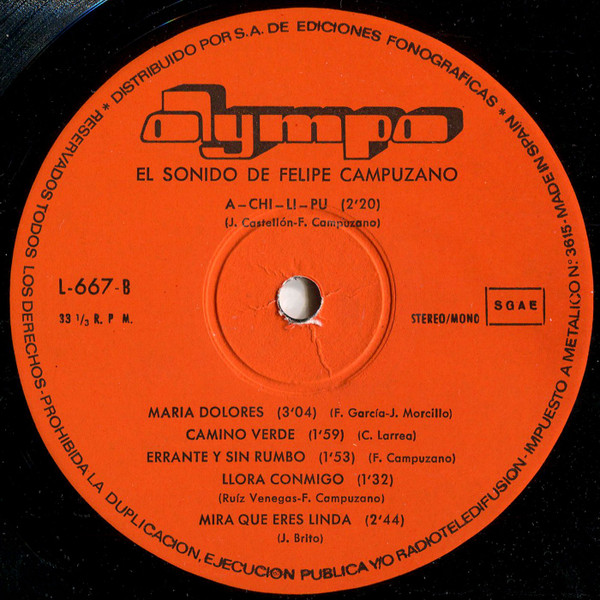 * DISTRIBUIDO POR S.A. DE EDICIONES FONOGRAFICAS * MADE IN SPAIN
olympo
EL SONIDO DE FELIPE CAMPUZANO
A-CHI-LI-PU (2'20)
(J. Castellón-F. Campuzano)
L-667-B
33 1/3 R. P M.
STEREO/MONO
SGAE
MARIA DOLORES (3'04) (F. García-J. Morcillo)
CAMINO VERDE (1'59) (C. Larrea)
ERRANTE Y SIN RUMBO (1'53) (F. Campuzano)
LLORA CONMIGO (1'32)
(Ruíz Venegas-F. Campuzano)
MIRA QUE ERES LINDA (2'44)
(J. Brito)
RESERVADOS TODOS LOS DERECHOS-PROHIBIDA LA DUPLICACION, EJECUCION PUBLICA Y/O RADIOTELEDIFUSION-IMPUESTO A METALICO N.º 3615-